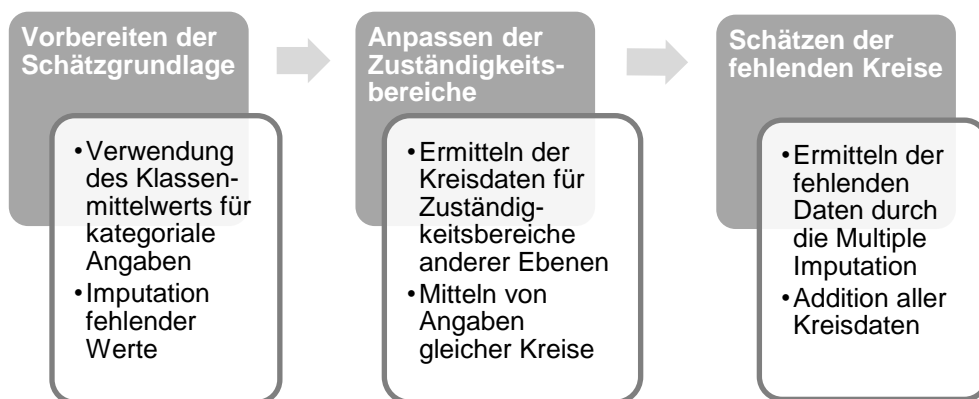 Vorbereiten der
Schätzgrundlage
•Verwendung
des Klassen-
mittelwerts für
kategoriale
Angaben
•Imputation
fehlender
Werte
Anpassen der
Zuständigkeits-
bereiche
•Ermitteln der
Kreisdaten für
Zuständig-
keitsbereiche
anderer Ebenen
•Mitteln von
Angaben
gleicher Kreise
Schätzen der
fehlenden Kreise
•Ermitteln der
fehlenden
Daten durch
die Multiple
Imputation
•Addition aller
Kreisdaten